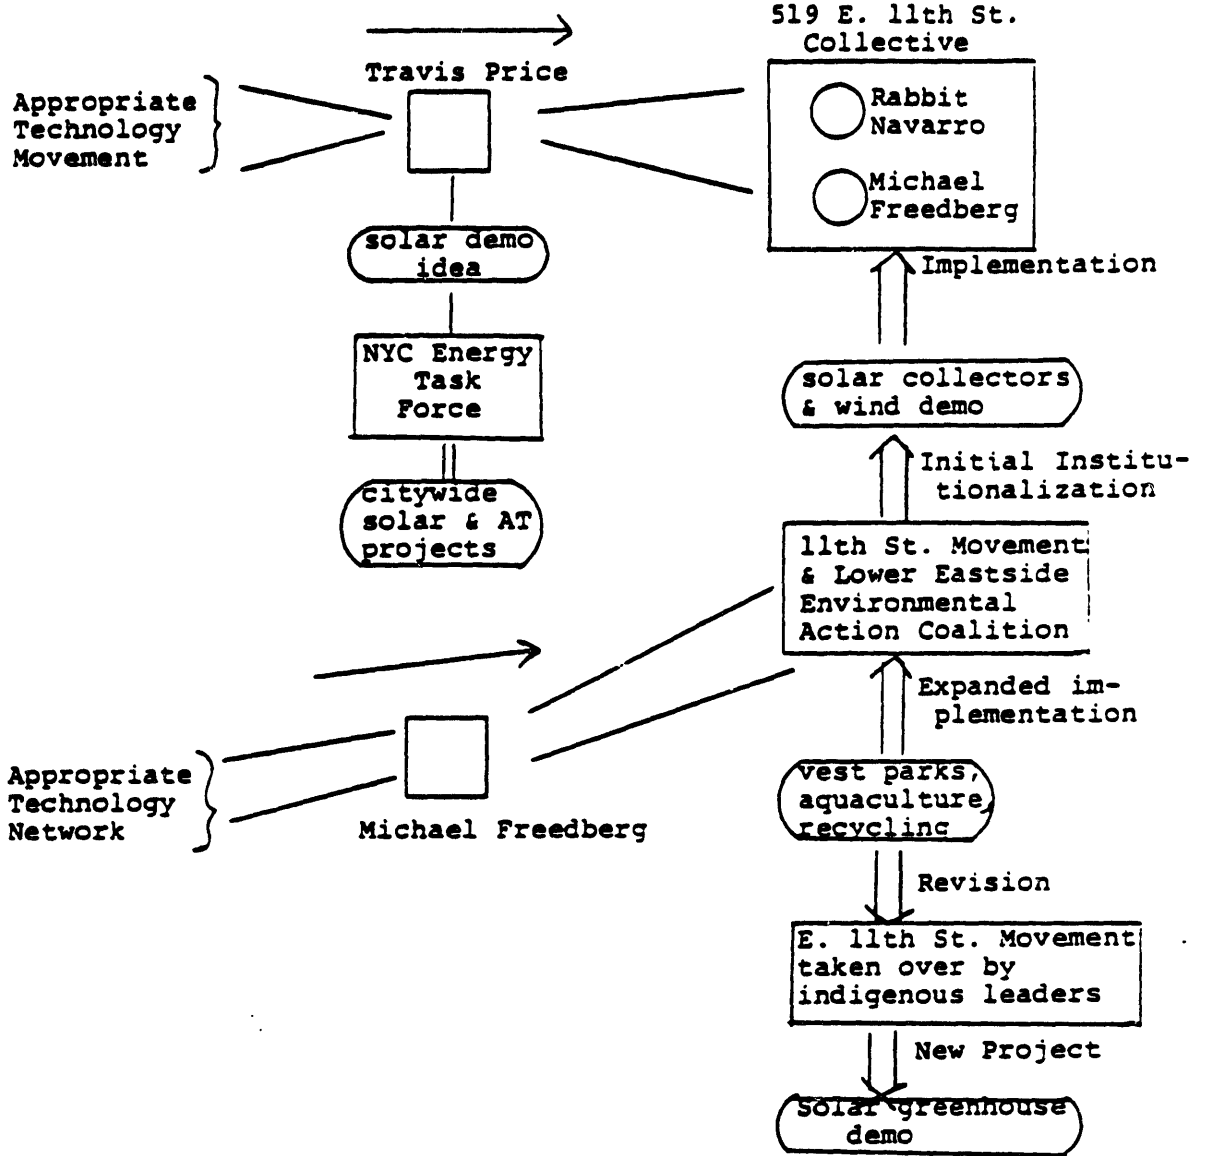 519 E. 11th St.
Collective
Travis Price
Appropriate
Technology
Movement
Rabbit
Navarro
Michael
Freedberg
solar demo
idea
Implementation
NYC Energy
Task
Force
solar collectors
& wind demo
Initial Institu-
tionalization
citywide
solar & AT
projects
11th St. Movement
& Lower Eastside
Environmental
Action Coalition
Expanded im-
plementation
Appropriate
Technology
Network
Michael Freedberg
vest parks,
aquaculture,
recycling
Revision
E. 11th St. Movement
taken over by
indigenous leaders
New Project
Solar greenhouse
demo